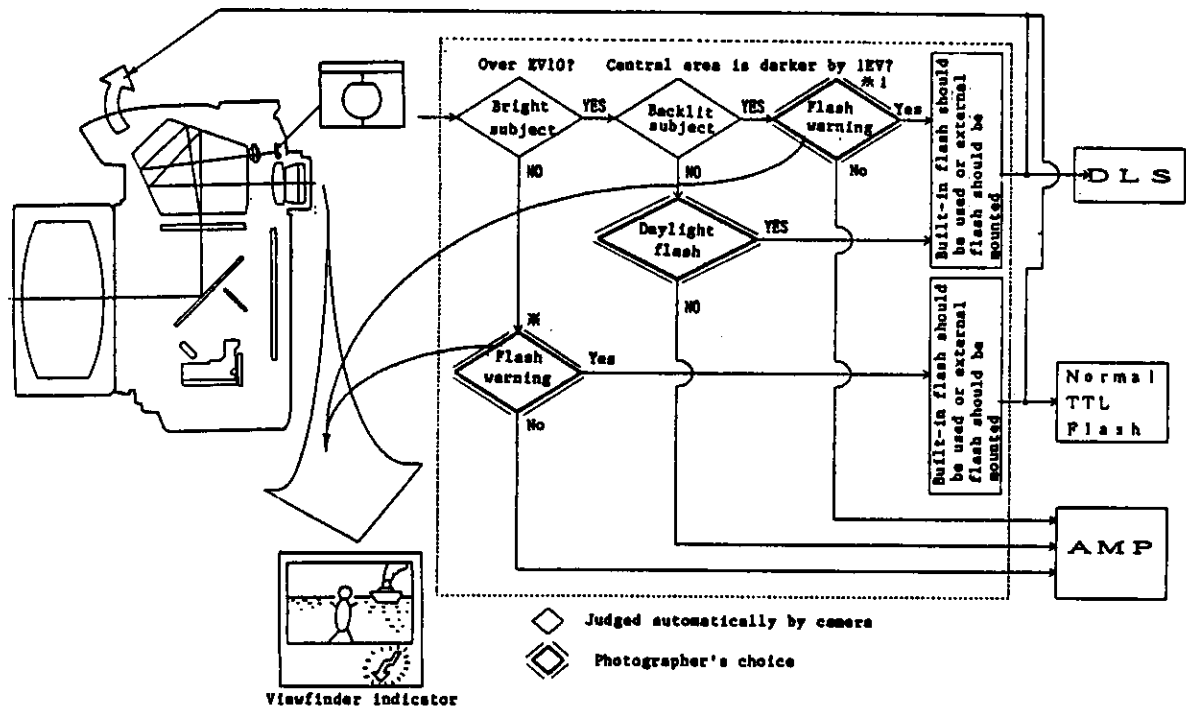 Over EV10?
Central area is darker by 1EV?
※1
Bright
subject
YES
Backlit
subject
YES
Flash
warning
Yes
Built-in flash should
be used or external
flash should be
mounted
DLS
NO
NO
No
Daylight
flash
YES
NO
※
Flash
warning
Yes
Built-in flash should
be used or external
flash should be
mounted
Normal
TTL
Flash
No
AMP
Judged automatically by camera
Photographer's choice
Viewfinder indicator